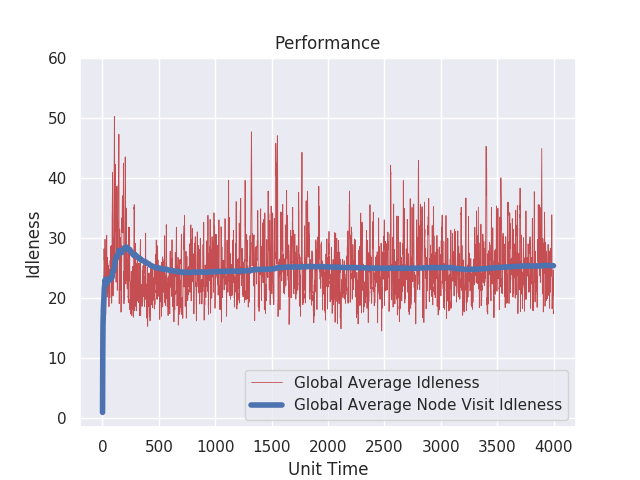 Performance
Idleness
60
50
40
30
20
10
0
Global Average Idleness
Global Average Node Visit Idleness
0 500 1000 1500 2000 2500 3000 3500 4000
Unit Time